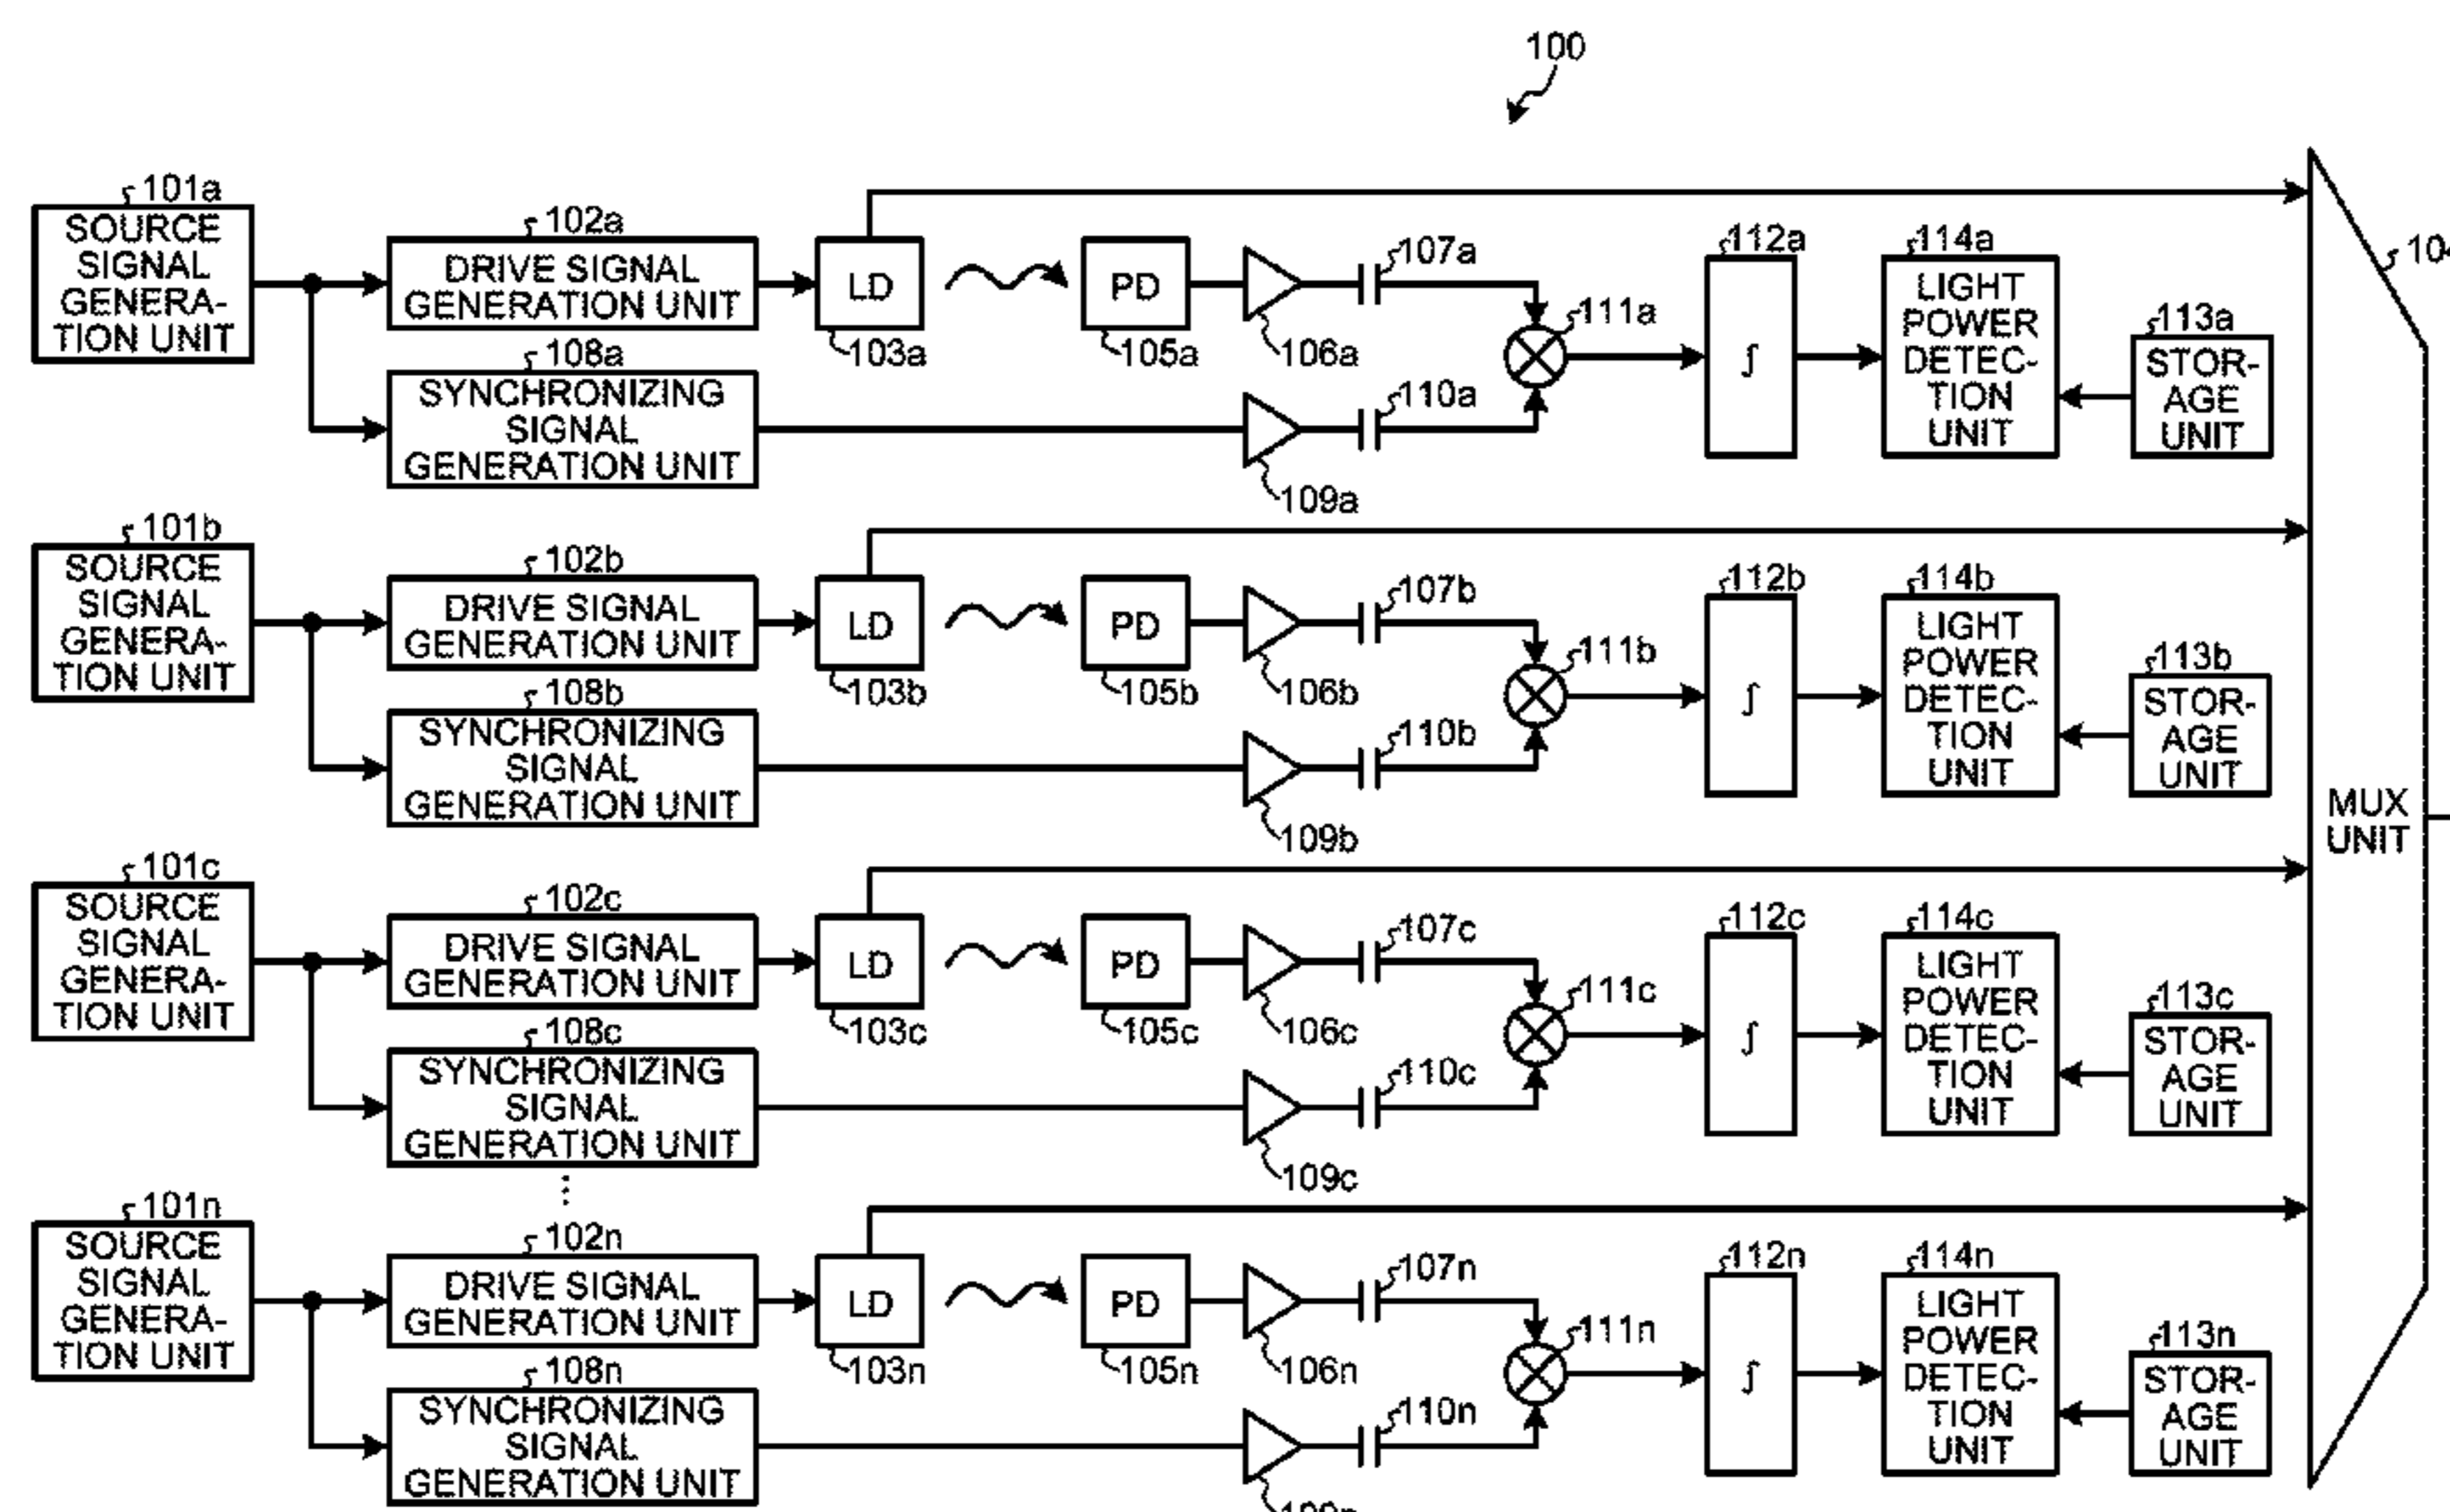 100
101a
SOURCE
SIGNAL
GENERA-
TION UNIT
102a
DRIVE SIGNAL
GENERATION UNIT
108a
SYNCHRONIZING
SIGNAL
GENERATION UNIT
LD
103a
PD
105a
106a
107a
109a
110a
111a
112a
∫
114a
LIGHT
POWER
DETEC-
TION
UNIT
113a
STOR-
AGE
UNIT
101b
SOURCE
SIGNAL
GENERA-
TION UNIT
102b
DRIVE SIGNAL
GENERATION UNIT
108b
SYNCHRONIZING
SIGNAL
GENERATION UNIT
LD
103b
PD
105b
106b
107b
109b
110b
111b
112b
∫
114b
LIGHT
POWER
DETEC-
TION
UNIT
113b
STOR-
AGE
UNIT
101c
SOURCE
SIGNAL
GENERA-
TION UNIT
102c
DRIVE SIGNAL
GENERATION UNIT
108c
SYNCHRONIZING
SIGNAL
GENERATION UNIT
LD
103c
PD
105c
106c
107c
109c
110c
111c
112c
∫
114c
LIGHT
POWER
DETEC-
TION
UNIT
113c
STOR-
AGE
UNIT
101n
SOURCE
SIGNAL
GENERA-
TION UNIT
102n
DRIVE SIGNAL
GENERATION UNIT
108n
SYNCHRONIZING
SIGNAL
GENERATION UNIT
LD
103n
PD
105n
106n
107n
110n
111n
112n
∫
114n
LIGHT
POWER
DETEC-
TION
UNIT
113n
STOR-
AGE
UNIT
104
MUX
UNIT